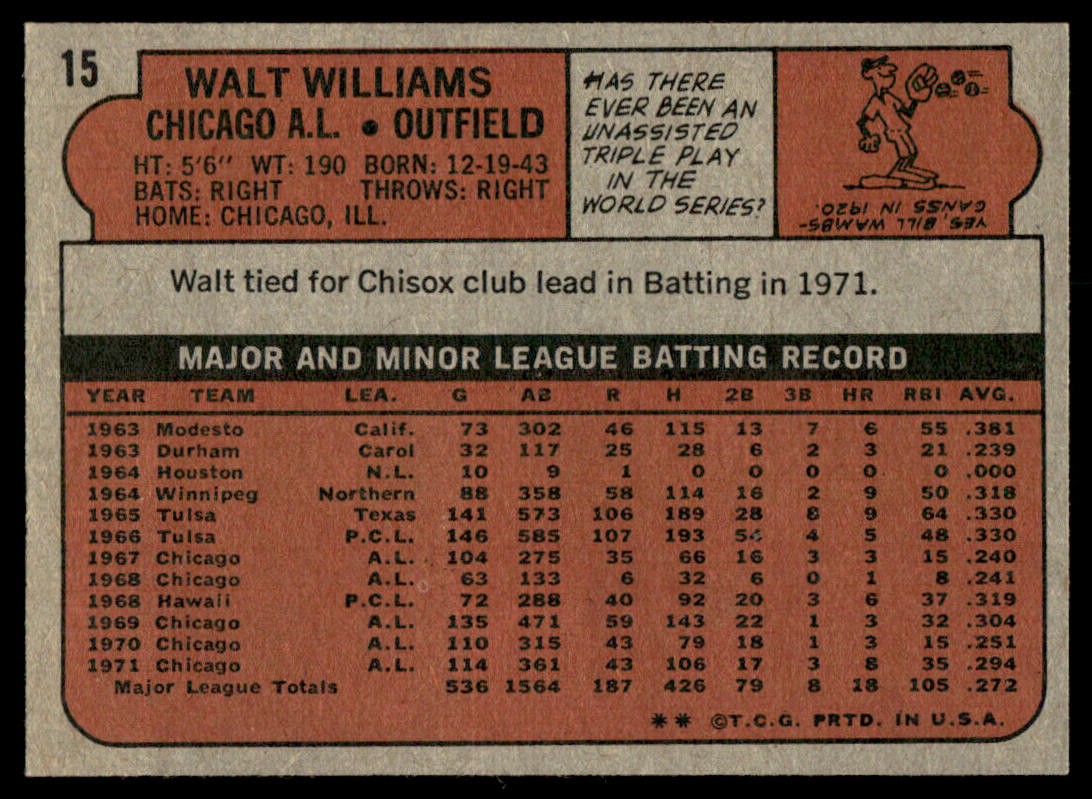 15
WALT WILLIAMS
CHICAGO A.L. • OUTFIELD
HT: 5'6" WT: 190 BORN: 12-19-43
BATS: RIGHT THROWS: RIGHT
HOME: CHICAGO, ILL.
HAS THERE
EVER BEEN AN
UNASSISTED
TRIPLE PLAY
IN THE
WORLD SERIES?
YES, BILL WAMBS-
GANSS IN 1920.
Walt tied for Chisox club lead in Batting in 1971.
MAJOR AND MINOR LEAGUE BATTING RECORD
YEAR TEAM LEA. G AB R H 2B 3B HR RBI AVG.
1963 Modesto Calif. 73 302 46 115 13 7 6 55 .381
1963 Durham Carol 32 117 25 28 6 2 3 21 .239
1964 Houston N.L. 10 9 1 0 0 0 0 0 .000
1964 Winnipeg Northern 88 358 58 114 16 2 9 50 .318
1965 Tulsa Texas 141 573 106 189 28 8 9 64 .330
1966 Tulsa P.C.L. 146 585 107 193 54 4 5 48 .330
1967 Chicago A.L. 104 275 35 66 16 3 3 15 .240
1968 Chicago A.L. 63 133 6 32 6 0 1 8 .241
1968 Hawaii P.C.L. 72 288 40 92 20 3 6 37 .319
1969 Chicago A.L. 135 471 59 143 22 1 3 32 .304
1970 Chicago A.L. 110 315 43 79 18 1 3 15 .251
1971 Chicago A.L. 114 361 43 106 17 3 8 35 .294
Major League Totals 536 1564 187 426 79 8 18 105 .272
** ©T.C.G. PRTD. IN U.S.A.